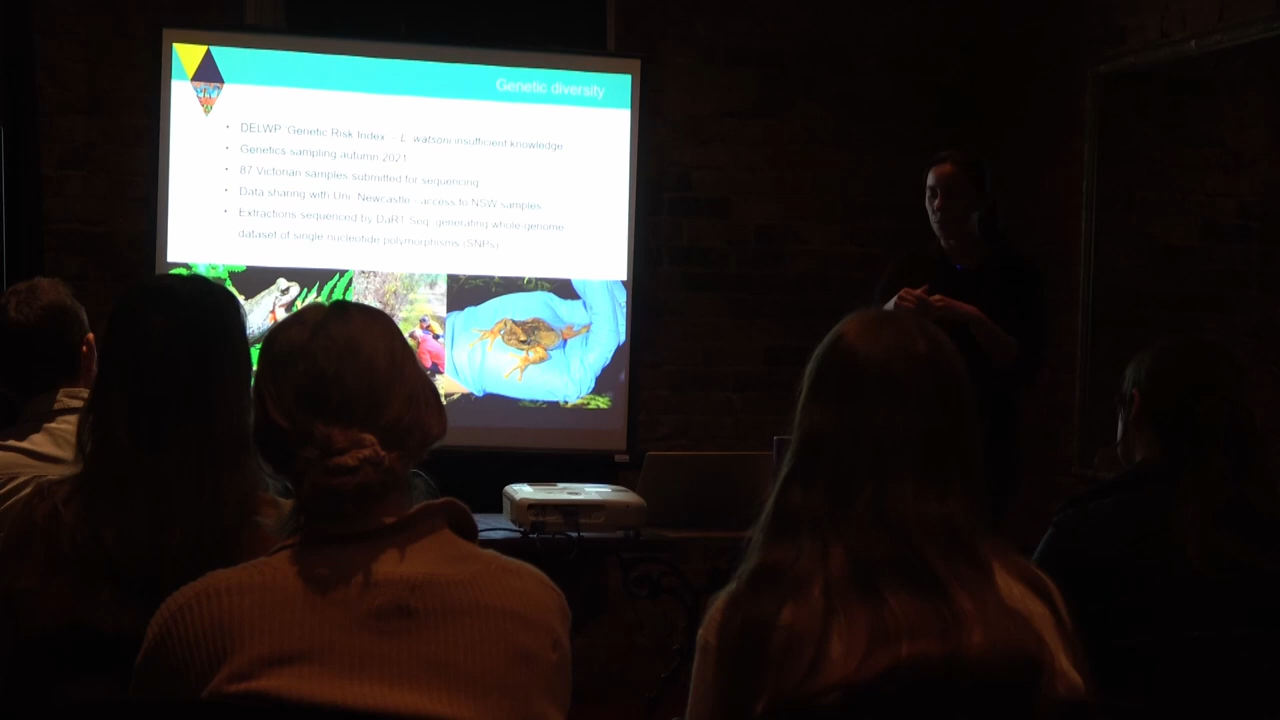 Genetic diversity
• DELWP 'Genetic Risk Index' - L. watsoni insufficient knowledge
• Genetics sampling autumn 2021
• 87 Victorian samples submitted for sequencing
• Data sharing with Uni. Newcastle - access to NSW samples
• Extractions sequenced by DaRT Seq, generating whole-genome
dataset of single nucleotide polymorphisms (SNPs)